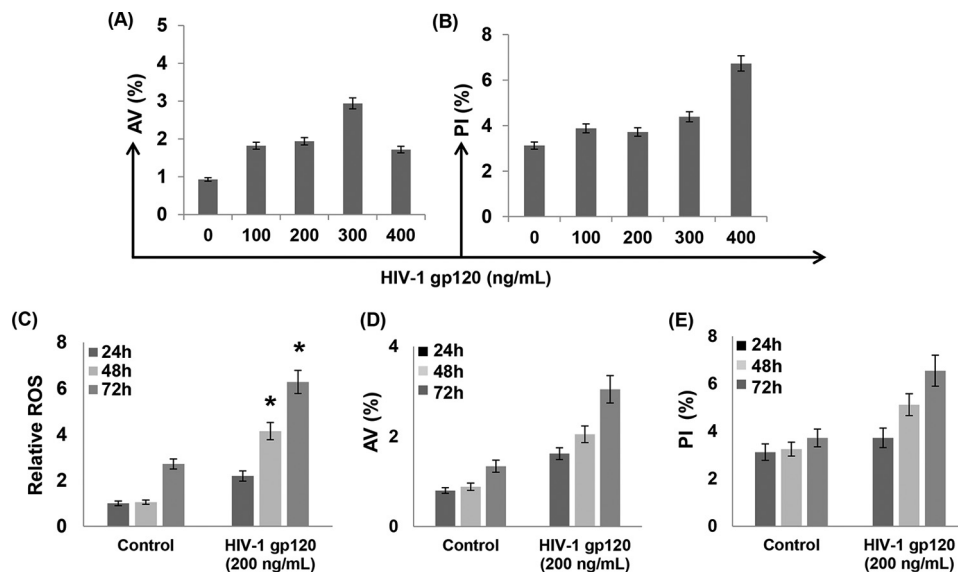 (A)
5
4
3
2
1
0
AV (%)
0 100 200 300 400
(B)
8
6
4
2
0
PI (%)
0 100 200 300 400
HIV-1 gp120 (ng/mL)
(C)
8
6
4
2
0
Relative ROS
24h
48h
72h
*
*
Control
HIV-1 gp120
(200 ng/mL)
(D)
4
2
0
AV (%)
24h
48h
72h
Control
HIV-1 gp120
(200 ng/mL)
(E)
8
6
4
2
0
PI (%)
24h
48h
72h
Control
HIV-1 gp120
(200 ng/mL)